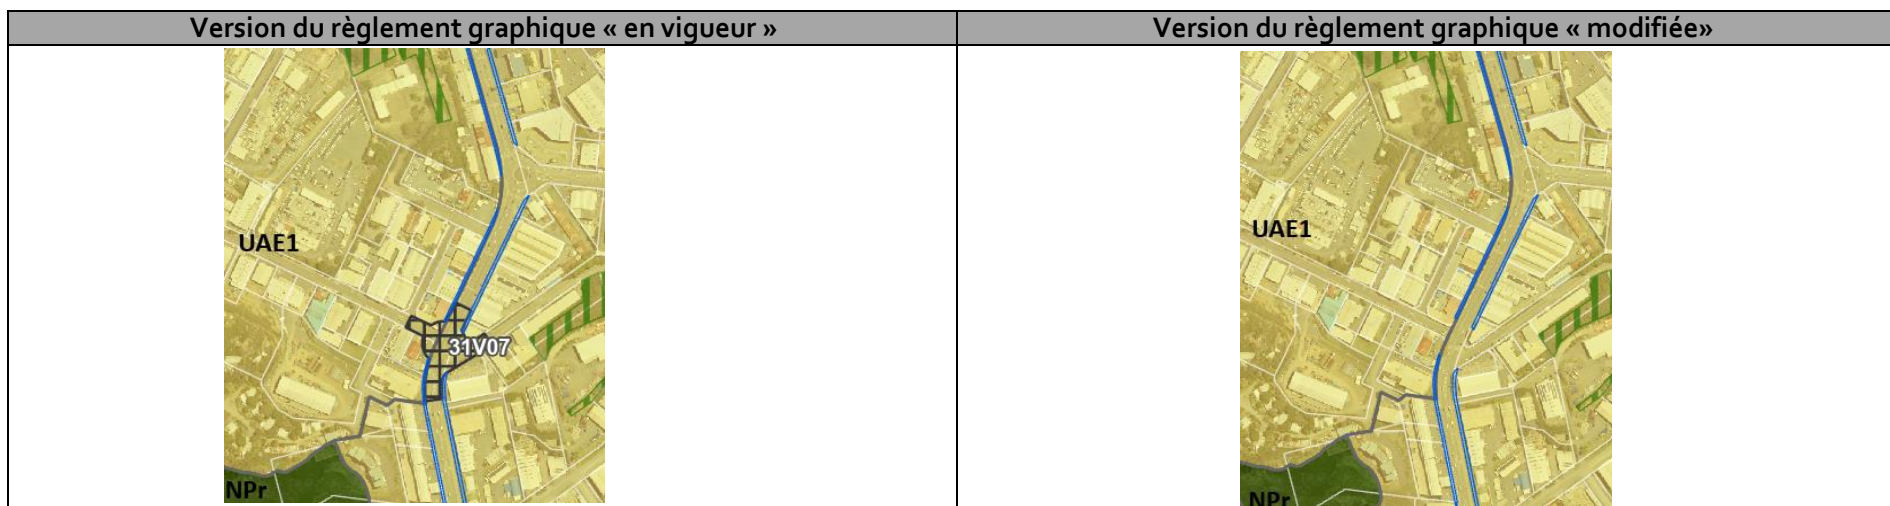 Version du règlement graphique « en vigueur »
Version du règlement graphique « modifiée»
UAE1
31V07
NPr
UAE1
NPr